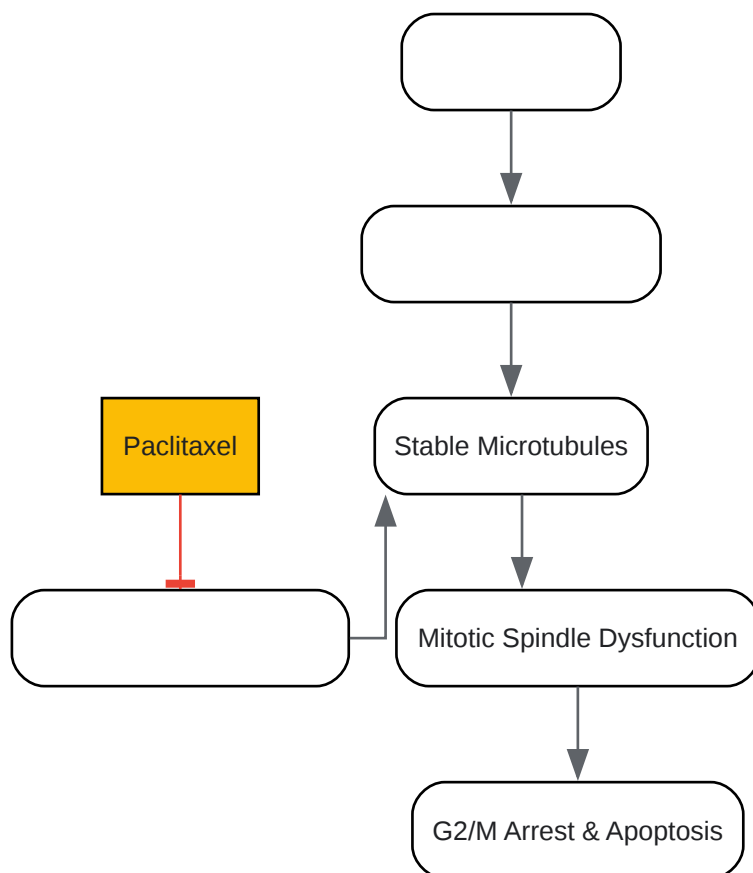 Paclitaxel
Stable Microtubules
Mitotic Spindle Dysfunction
G2/M Arrest & Apoptosis